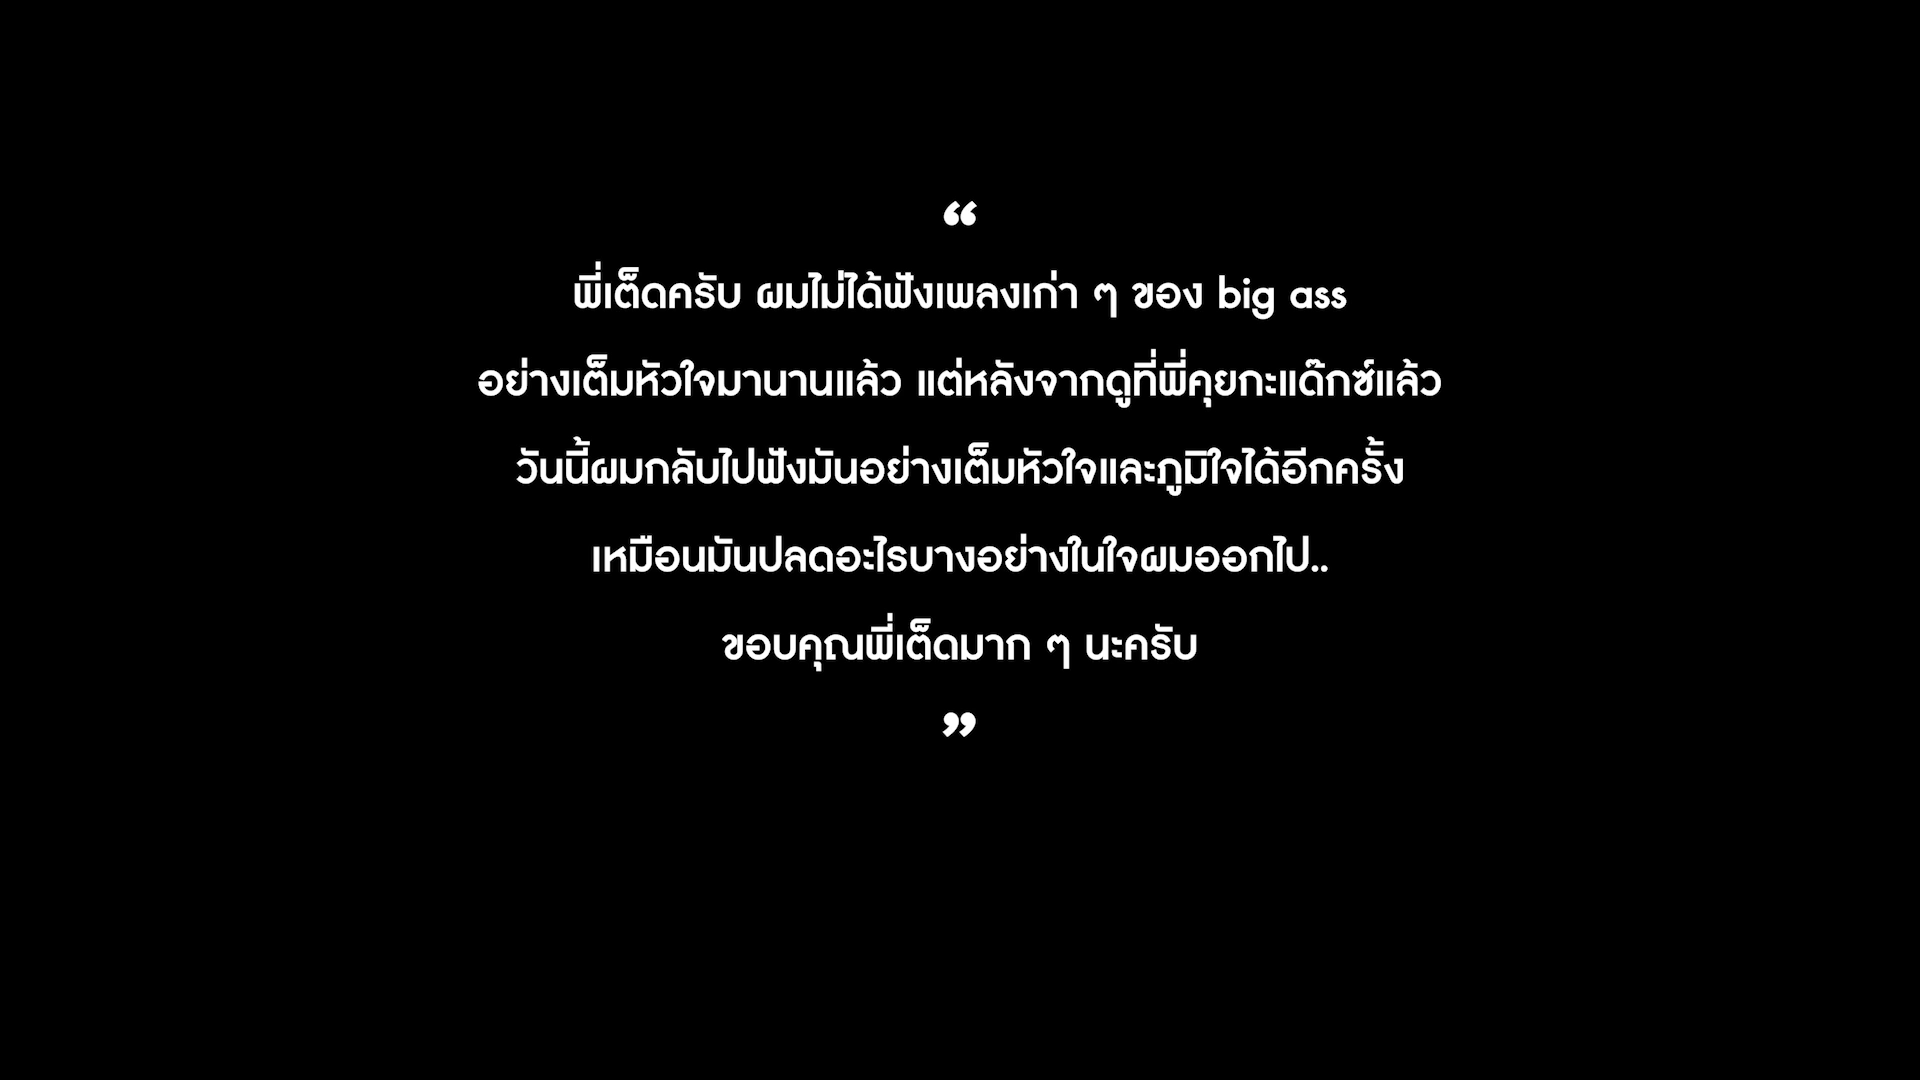 “
พี่เต็ดครับ ผมไม่ได้ฟังเพลงเก่า ๆ ของ big ass
อย่างเต็มหัวใจมานานแล้ว แต่หลังจากดูที่พี่คุยกะแด๊กซ์แล้ว
วันนี้ผมกลับไปฟังมันอย่างเต็มหัวใจและภูมิใจได้อีกครั้ง
เหมือนมันปลดอะไรบางอย่างในใจผมออกไป..
ขอบคุณพี่เต็ดมาก ๆ นะครับ
”